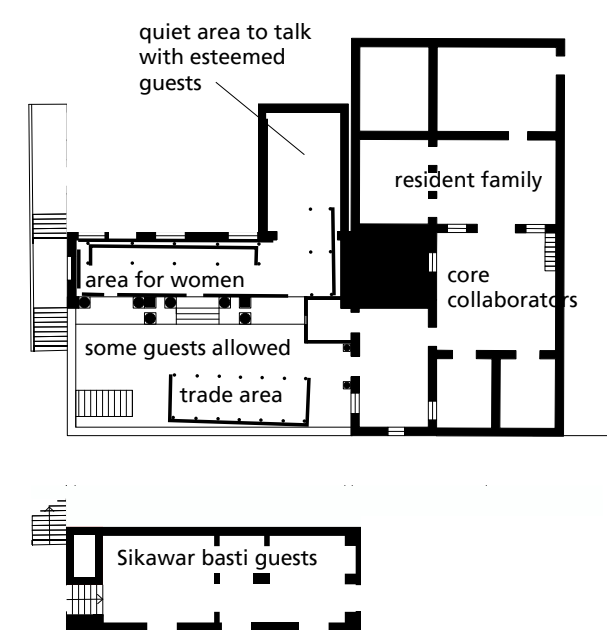 quiet area to talk
with esteemed
guests
resident family
area for women
core
collaborators
some guests allowed
trade area
Sikawar basti guests